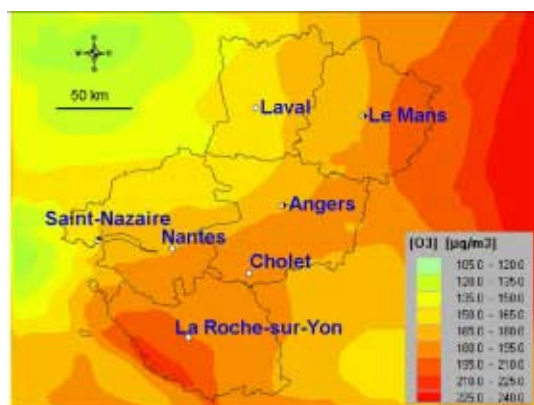 50 km
Laval
Le Mans
Angers
Saint-Nazaire
Nantes
Cholet
La Roche-sur-Yon
[O3] [µg/m3]
105.0 - 120.0
120.0 - 135.0
135.0 - 150.0
150.0 - 165.0
165.0 - 180.0
180.0 - 195.0
195.0 - 210.0
210.0 - 225.0
225.0 - 240.0